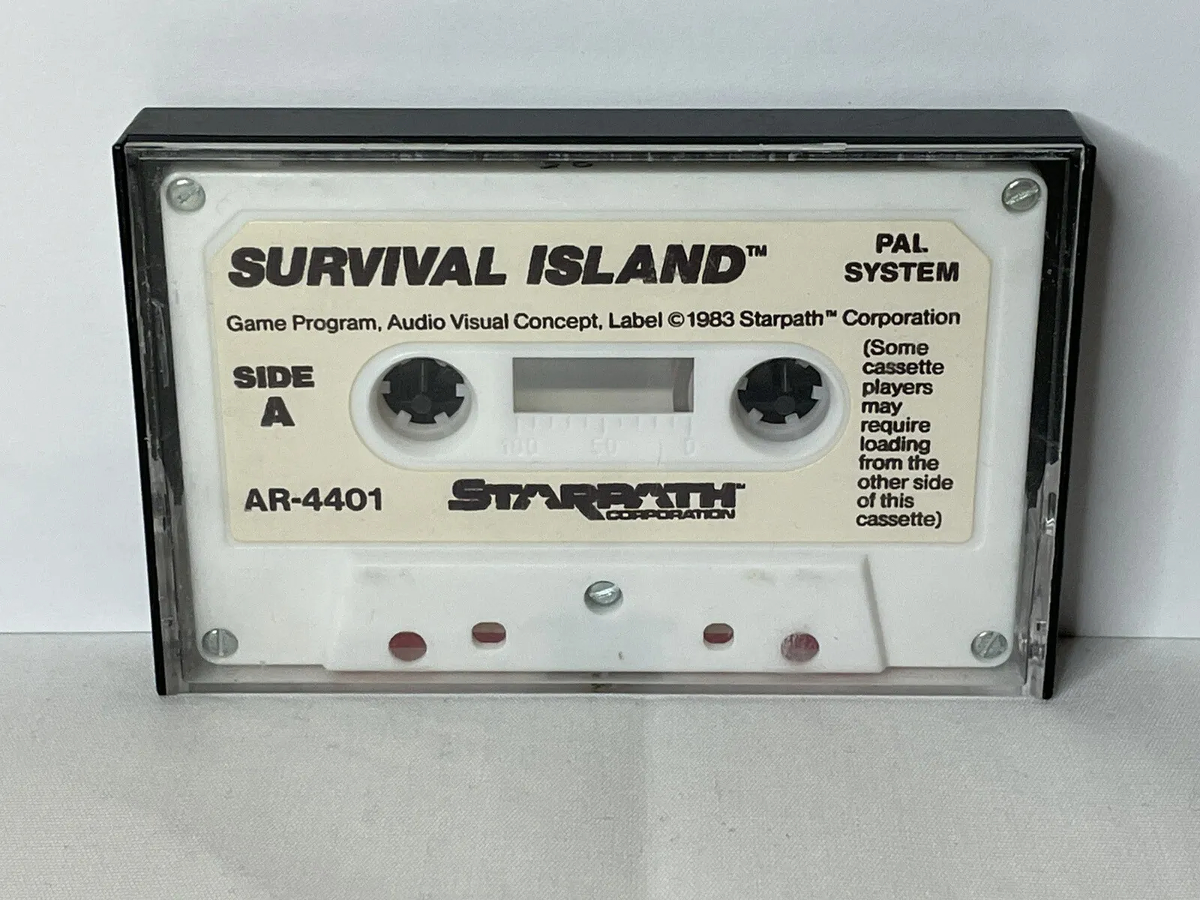 SURVIVAL ISLAND™
PAL
SYSTEM
Game Program, Audio Visual Concept, Label ©1983 Starpath™ Corporation
SIDE
A
(Some
cassette
players
may
require
loading
from the
other side
of this
cassette)
100 50 0
AR-4401
STARPATH™
CORPORATION